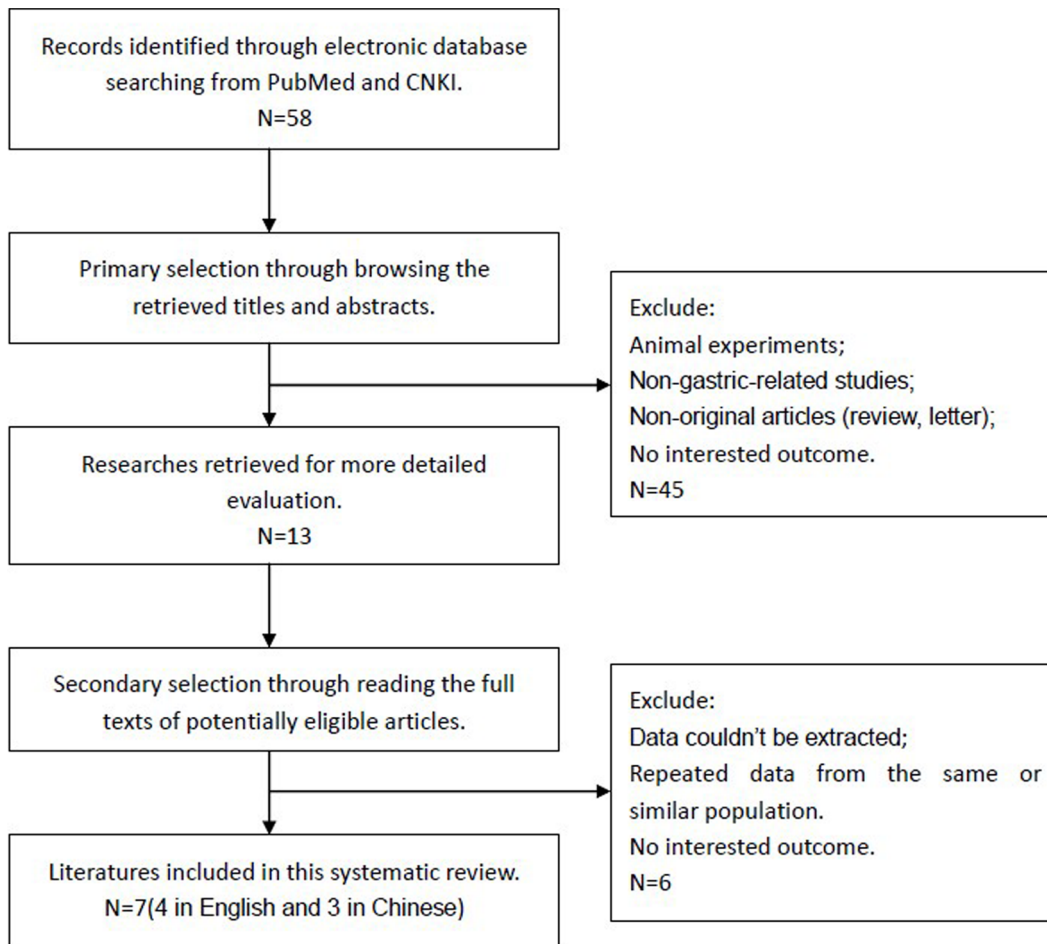 Records identified through electronic database
searching from PubMed and CNKI.
N=58
Primary selection through browsing the
retrieved titles and abstracts.
Exclude:
Animal experiments;
Non-gastric-related studies;
Non-original articles (review, letter);
No interested outcome.
N=45
Researches retrieved for more detailed
evaluation.
N=13
Secondary selection through reading the full
texts of potentially eligible articles.
Exclude:
Data couldn’t be extracted;
Repeated data from the same or
similar population.
No interested outcome.
N=6
Literatures included in this systematic review.
N=7(4 in English and 3 in Chinese)